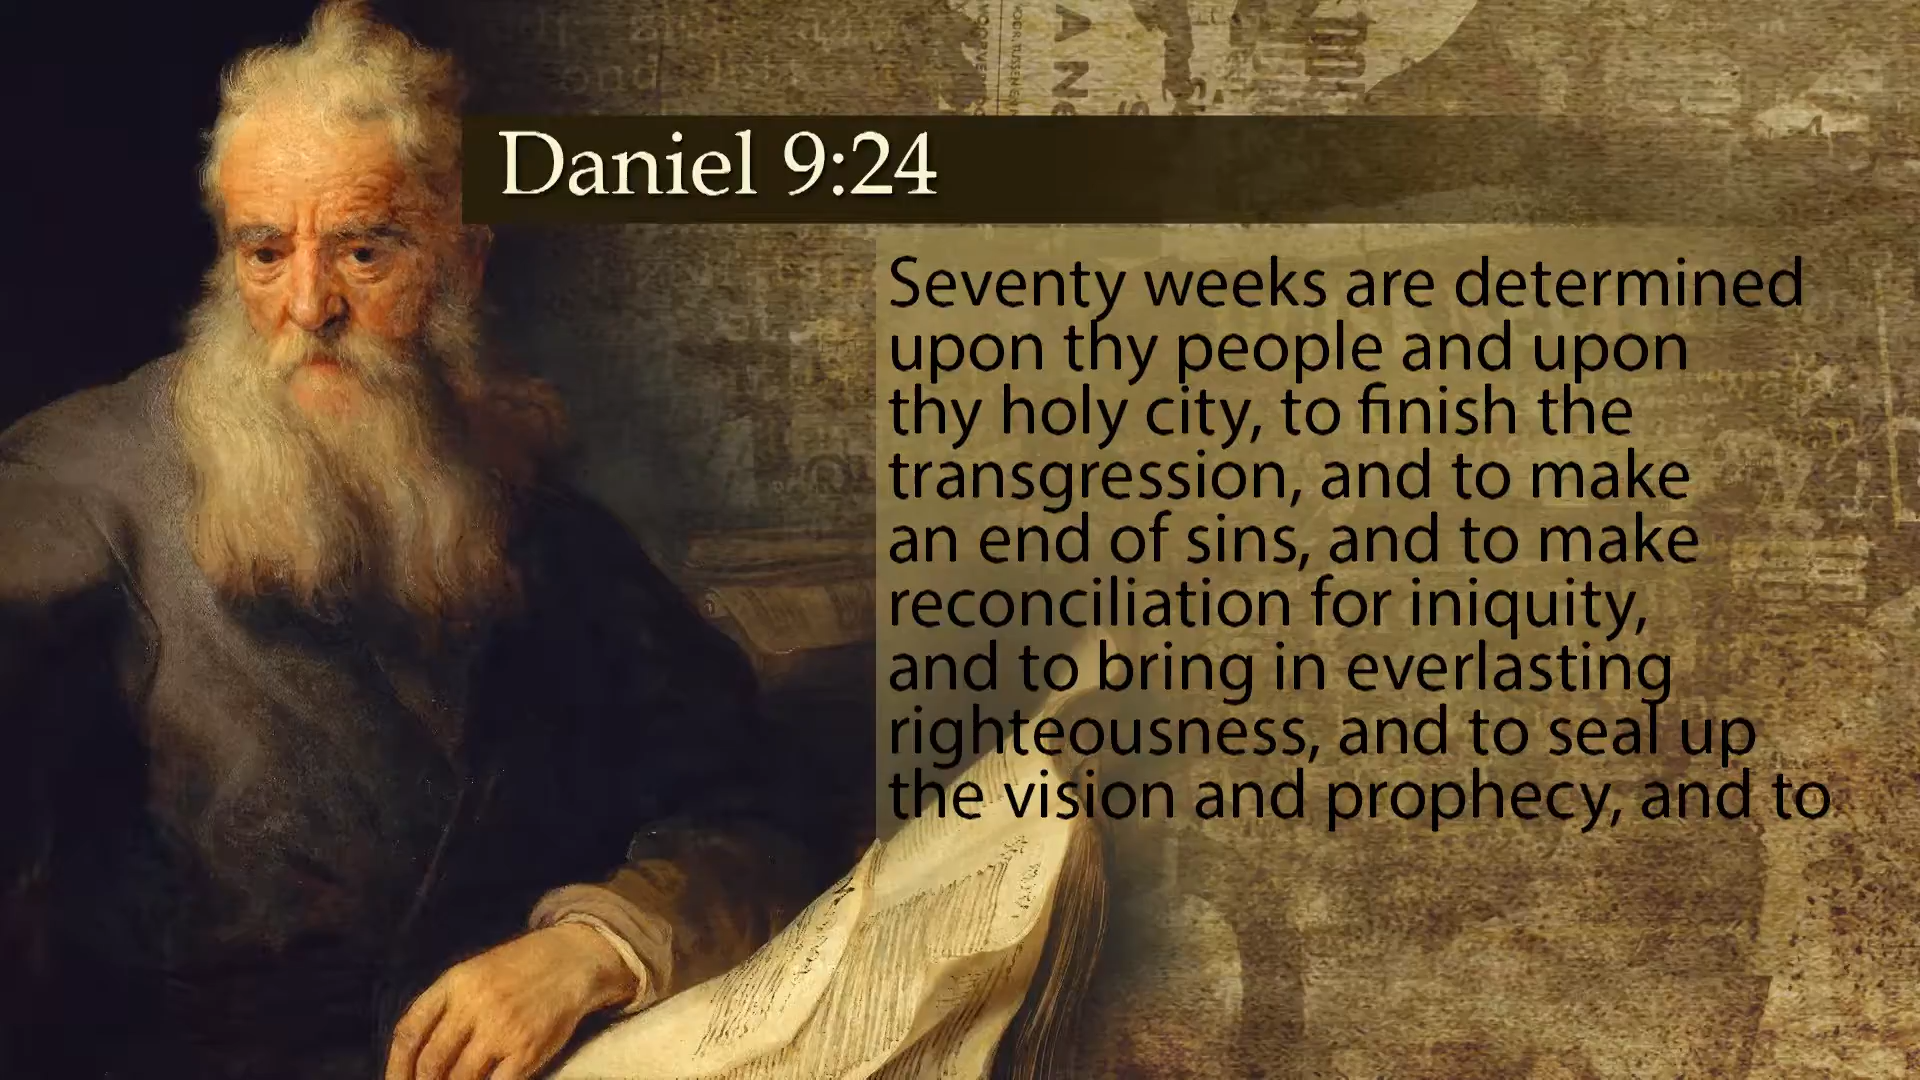 Daniel 9:24
Seventy weeks are determined
upon thy people and upon
thy holy city, to finish the
transgression, and to make
an end of sins, and to make
reconciliation for iniquity,
and to bring in everlasting
righteousness, and to seal up
the vision and prophecy, and to